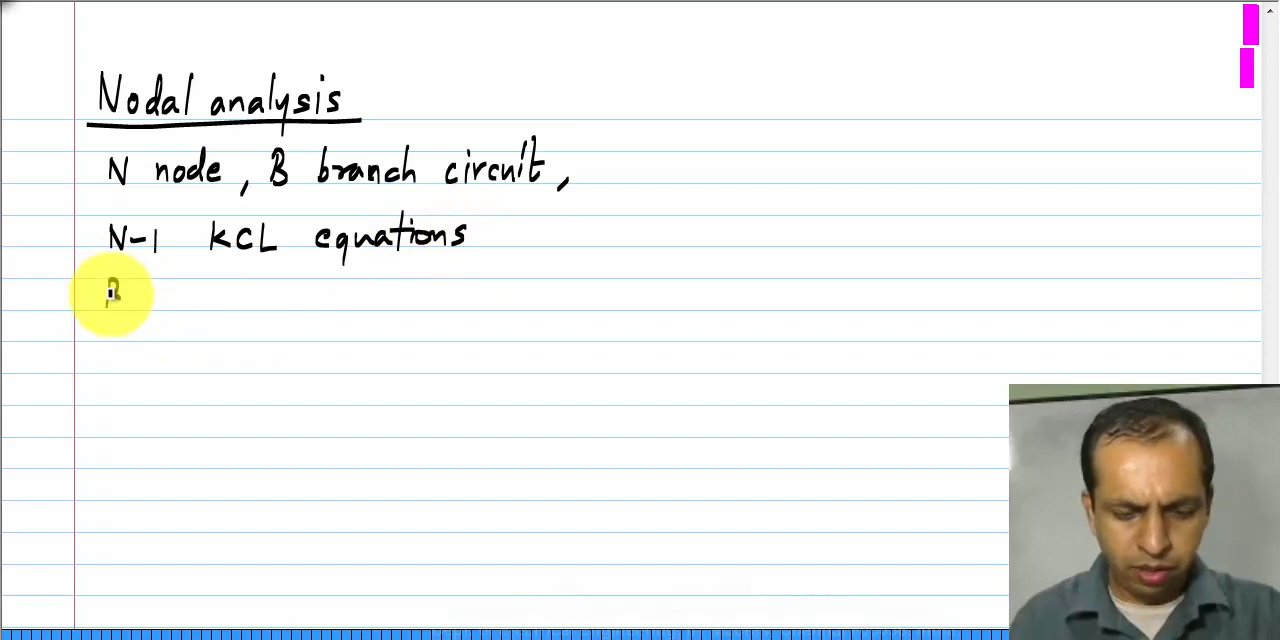 Nodal analysis
N node, B branch circuit,
N-1 KCL equations
B